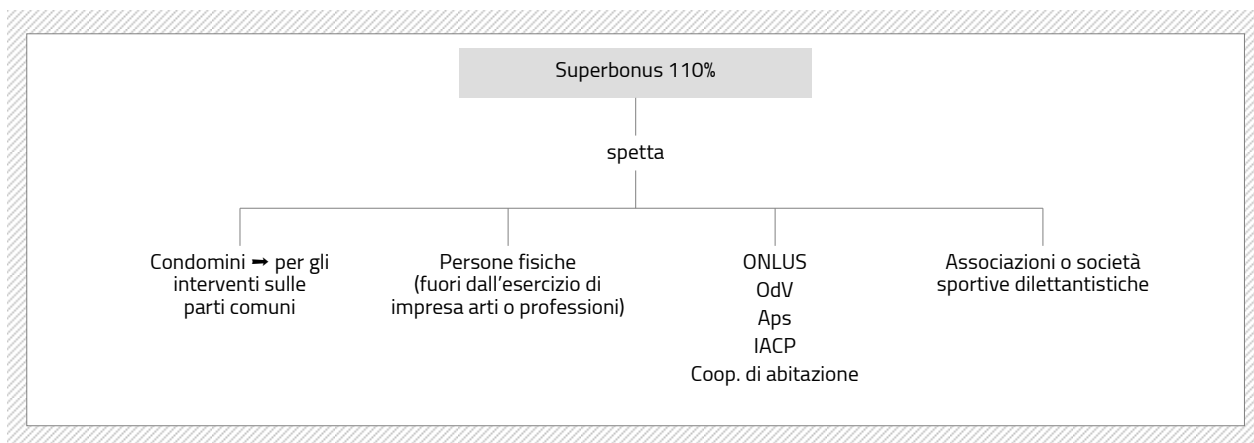 Superbonus 110%
spetta
Condomini ➡ per gli
interventi sulle
parti comuni
Persone fisiche
(fuori dall'esercizio di
impresa arti o professioni)
ONLUS
OdV
Aps
IACP
Coop. di abitazione
Associazioni o società
sportive dilettantistiche